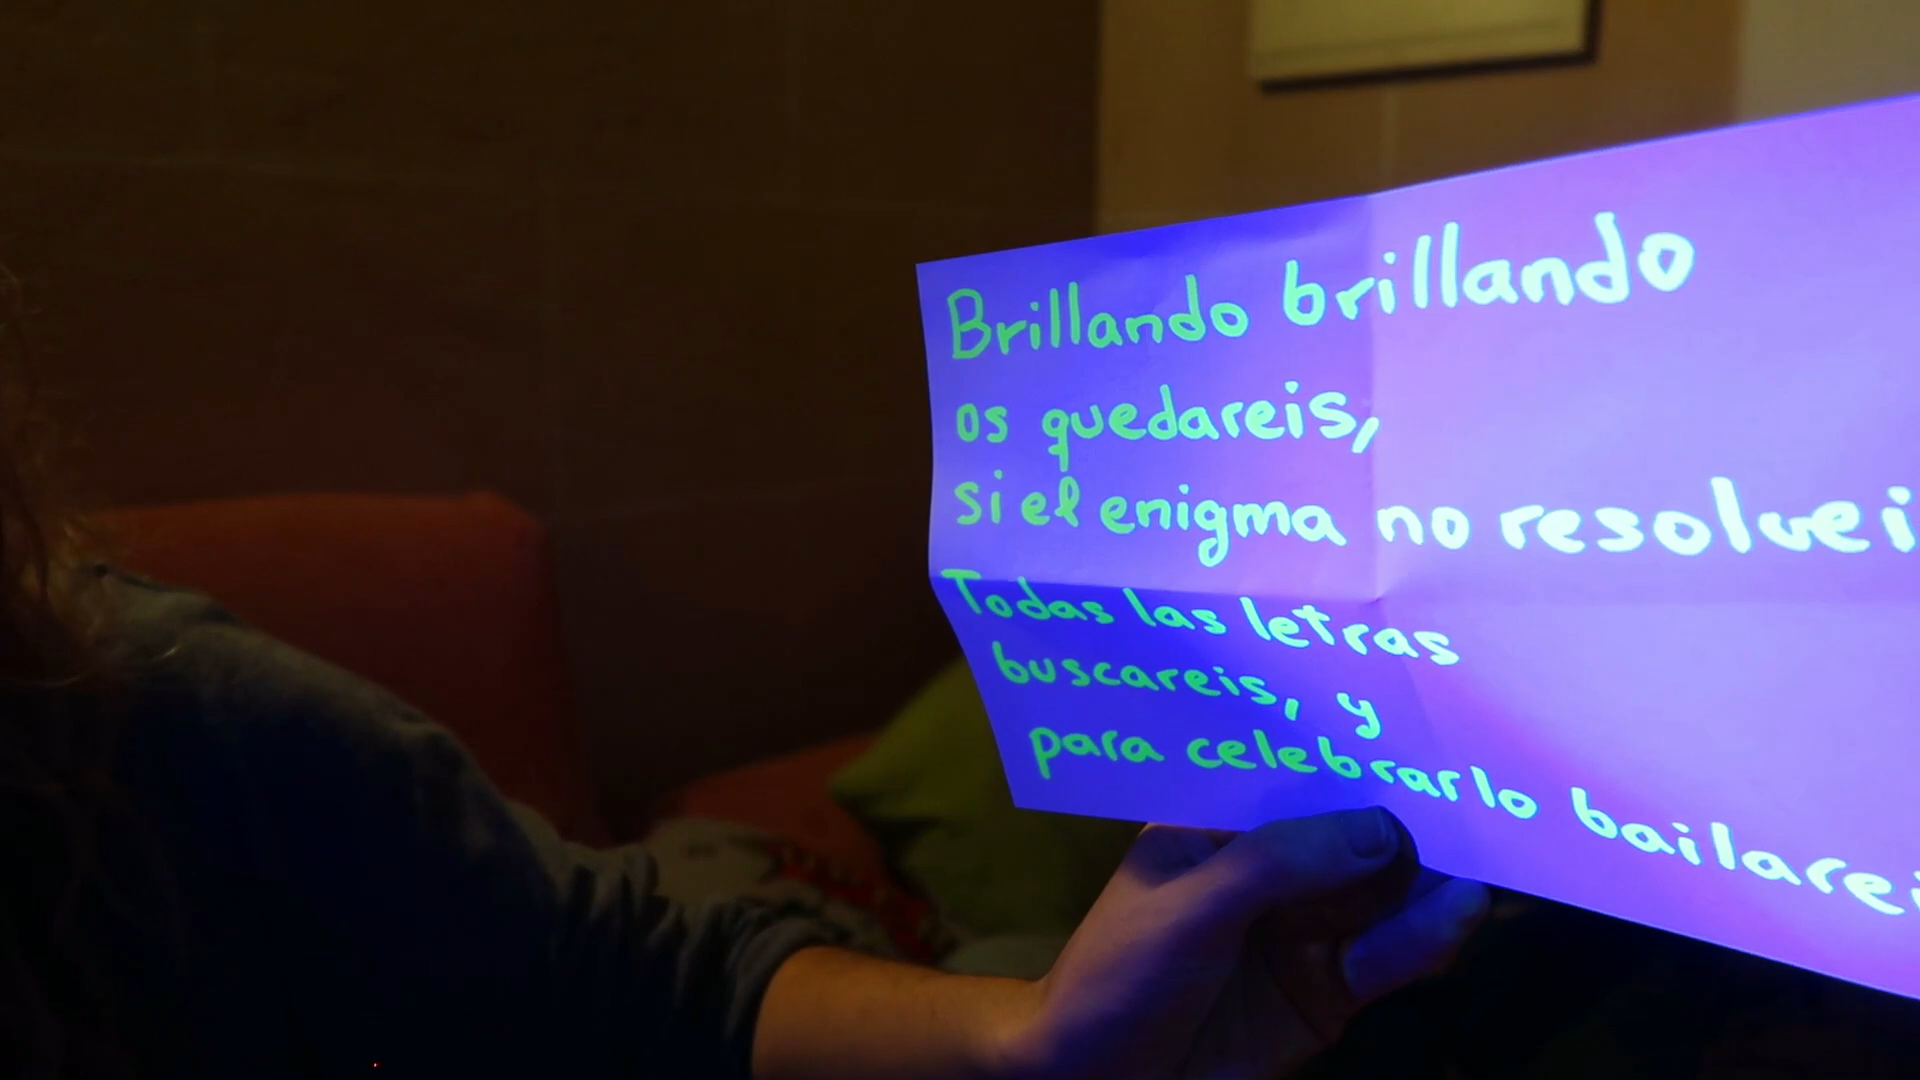 Brillando brillando
os quedareis,
si el enigma no resolvei
Todas las letras
buscareis, y
para celebrarlo bailarei